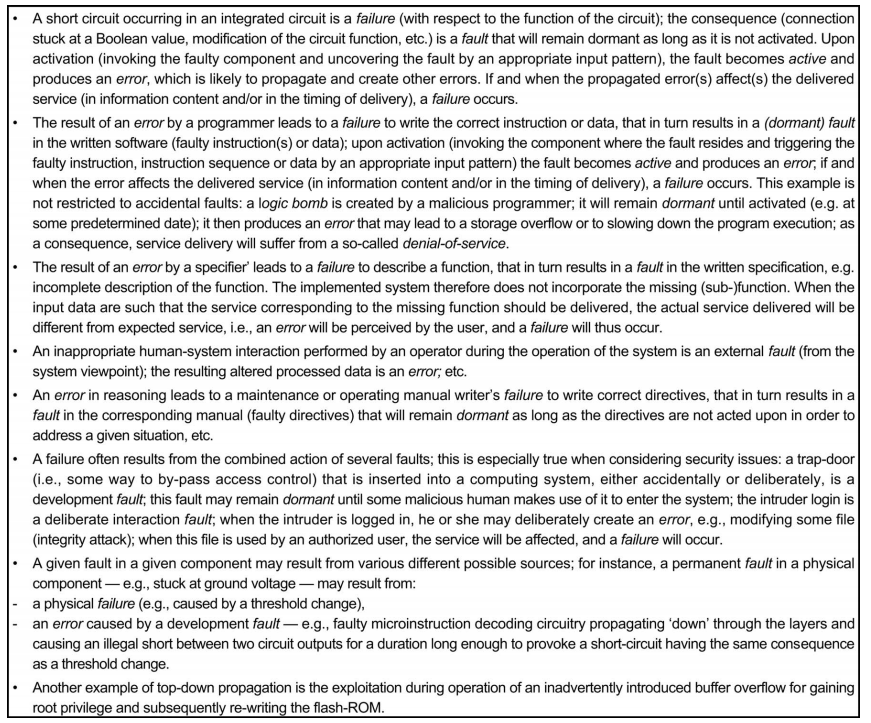 • A short circuit occurring in an integrated circuit is a failure (with respect to the function of the circuit); the consequence (connection
stuck at a Boolean value, modification of the circuit function, etc.) is a fault that will remain dormant as long as it is not activated. Upon
activation (invoking the faulty component and uncovering the fault by an appropriate input pattern), the fault becomes active and
produces an error, which is likely to propagate and create other errors. If and when the propagated error(s) affect(s) the delivered
service (in information content and/or in the timing of delivery), a failure occurs.
• The result of an error by a programmer leads to a failure to write the correct instruction or data, that in turn results in a (dormant) fault
in the written software (faulty instruction(s) or data); upon activation (invoking the component where the fault resides and triggering the
faulty instruction, instruction sequence or data by an appropriate input pattern) the fault becomes active and produces an error; if and
when the error affects the delivered service (in information content and/or in the timing of delivery), a failure occurs. This example is
not restricted to accidental faults: a logic bomb is created by a malicious programmer; it will remain dormant until activated (e.g. at
some predetermined date); it then produces an error that may lead to a storage overflow or to slowing down the program execution; as
a consequence, service delivery will suffer from a so-called denial-of-service.
• The result of an error by a specifier' leads to a failure to describe a function, that in turn results in a fault in the written specification, e.g.
incomplete description of the function. The implemented system therefore does not incorporate the missing (sub-)function. When the
input data are such that the service corresponding to the missing function should be delivered, the actual service delivered will be
different from expected service, i.e., an error will be perceived by the user, and a failure will thus occur.
• An inappropriate human-system interaction performed by an operator during the operation of the system is an external fault (from the
system viewpoint); the resulting altered processed data is an error; etc.
• An error in reasoning leads to a maintenance or operating manual writer's failure to write correct directives, that in turn results in a
fault in the corresponding manual (faulty directives) that will remain dormant as long as the directives are not acted upon in order to
address a given situation, etc.
• A failure often results from the combined action of several faults; this is especially true when considering security issues: a trap-door
(i.e., some way to by-pass access control) that is inserted into a computing system, either accidentally or deliberately, is a
development fault; this fault may remain dormant until some malicious human makes use of it to enter the system; the intruder login is
a deliberate interaction fault; when the intruder is logged in, he or she may deliberately create an error, e.g., modifying some file
(integrity attack); when this file is used by an authorized user, the service will be affected, and a failure will occur.
• A given fault in a given component may result from various different possible sources; for instance, a permanent fault in a physical
component — e.g., stuck at ground voltage — may result from:
- a physical failure (e.g., caused by a threshold change),
- an error caused by a development fault — e.g., faulty microinstruction decoding circuitry propagating 'down' through the layers and
causing an illegal short between two circuit outputs for a duration long enough to provoke a short-circuit having the same consequence
as a threshold change.
• Another example of top-down propagation is the exploitation during operation of an inadvertently introduced buffer overflow for gaining
root privilege and subsequently re-writing the flash-ROM.